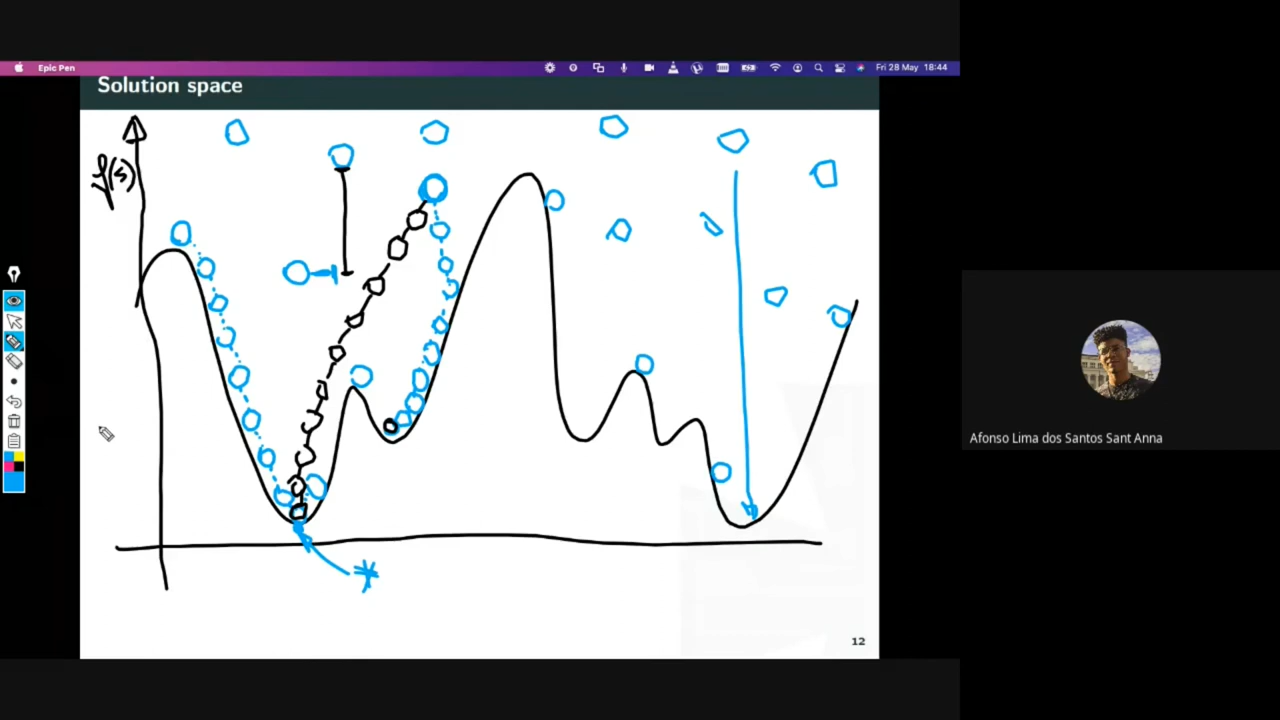 Epic Pen
Fri 28 May 18:44
Solution space
f(s)
*
12
Afonso Lima dos Santos Sant Anna